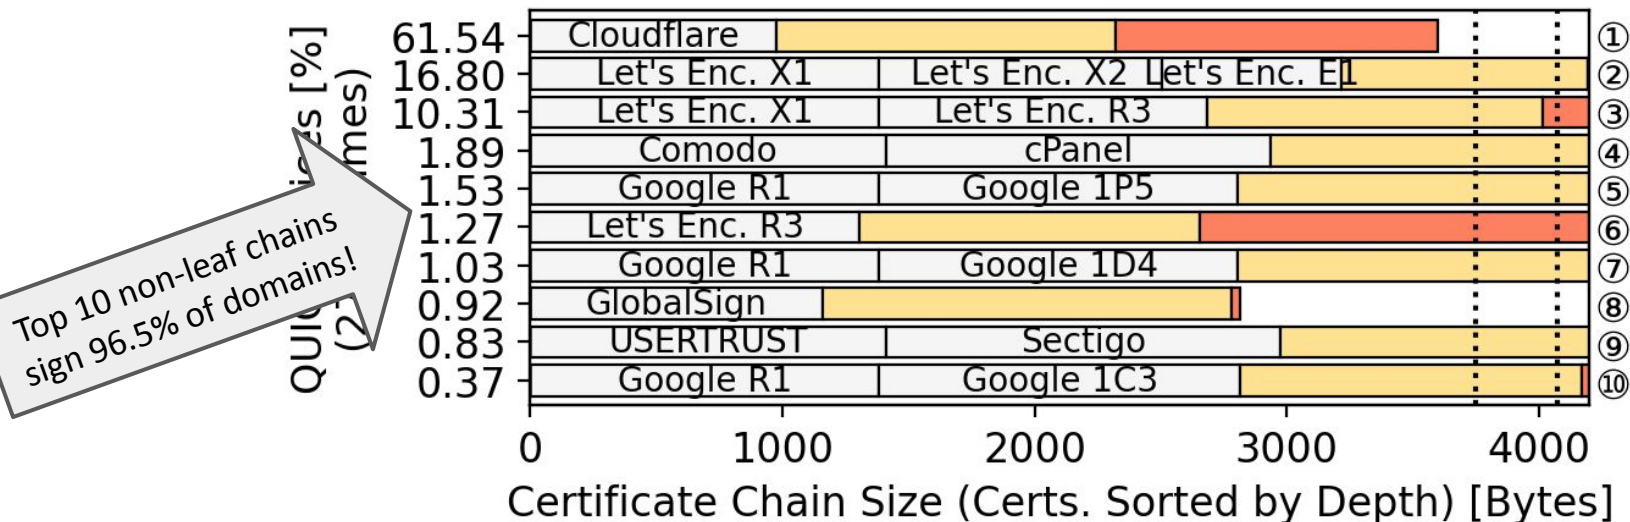 61.54 Cloudflare ①
16.80 Let's Enc. X1 Let's Enc. X2 Let's Enc. E1 ②
10.31 Let's Enc. X1 Let's Enc. R3 ③
1.89 Comodo cPanel ④
1.53 Google R1 Google 1P5 ⑤
1.27 Let's Enc. R3 ⑥
1.03 Google R1 Google 1D4 ⑦
0.92 GlobalSign ⑧
0.83 USERTRUST Sectigo ⑨
0.37 Google R1 Google 1C3 ⑩
Top 10 non-leaf chains
sign 96.5% of domains!
[%]
0 1000 2000 3000 4000
Certificate Chain Size (Certs. Sorted by Depth) [Bytes]